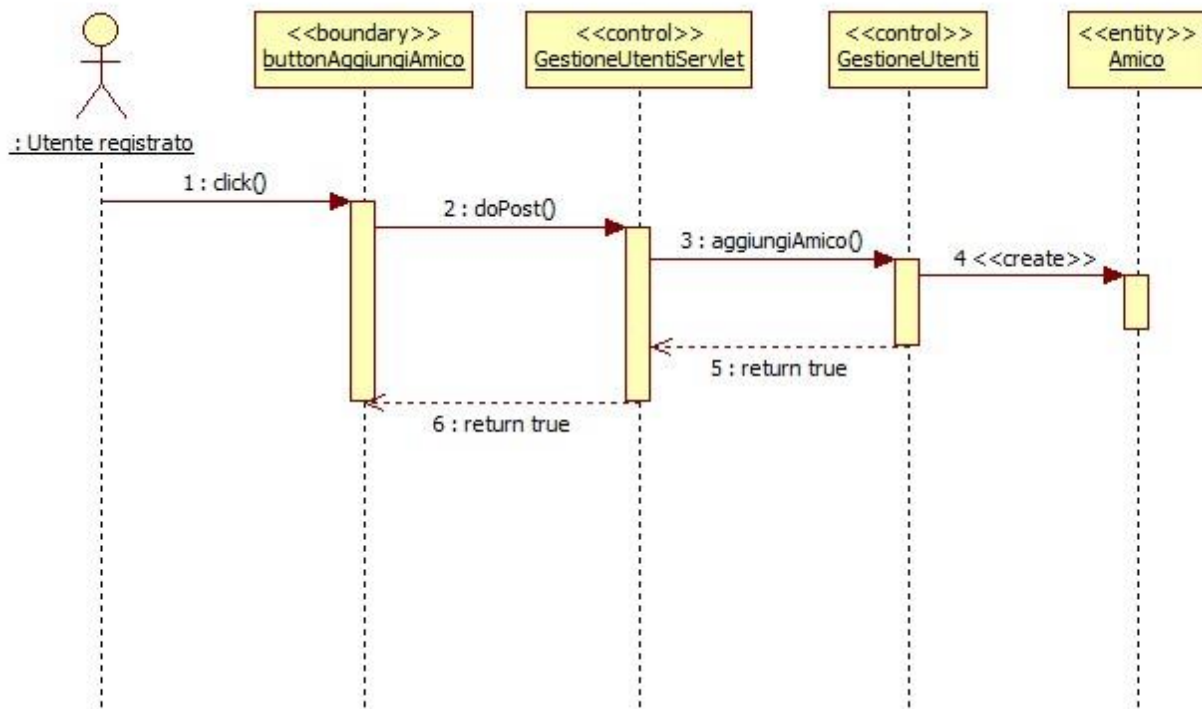 <<boundary>>
buttonAggiungiAmico
<<control>>
GestioneUtentiServlet
<<control>>
GestioneUtenti
<<entity>>
Amico
: Utente registrato
1 : click()
2 : doPost()
3 : aggiungiAmico()
4 <<create>>
5 : return true
6 : return true